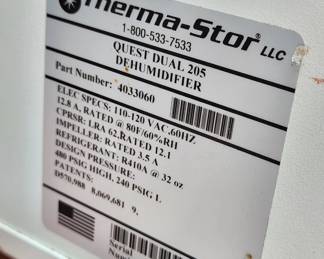 Therma-Stor® LLC
1-800-533-7533
QUEST DUAL 205
DEHUMIDIFIER
Part Number: 4033060
ELEC SPECS: 110-120 VAC,60HZ
12.8 A, RATED @ 80F/60%RH
CPRSR: LRA 62,RATED 12.1
IMPELLER: RATED 3.5 A
REFRIGERANT: R410A @ 32 oz
DESIGN PRESSURE:
480 PSIG HIGH, 240 PSIG L
PATENTS:
D570,988 8,069,681 9,
Serial
Num